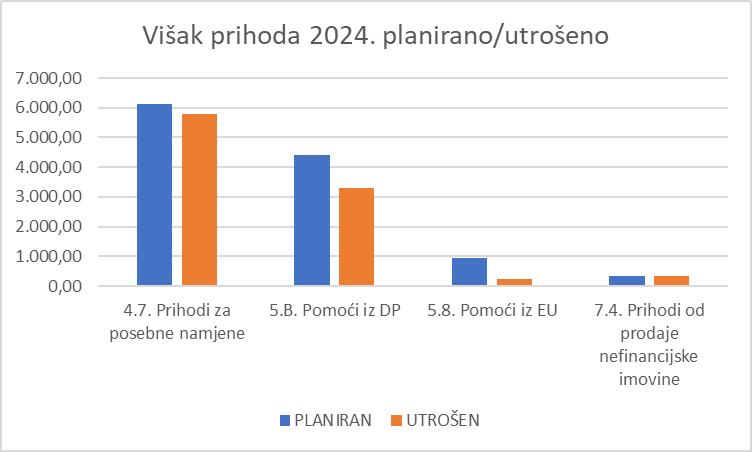 Višak prihoda 2024. planirano/utrošeno
7.000,00
6.000,00
5.000,00
4.000,00
3.000,00
2.000,00
1.000,00
0,00
4.7. Prihodi za
posebne namjene
5.B. Pomoći iz DP
5.8. Pomoći iz EU
7.4. Prihodi od
prodaje
nefinancijske
imovine
PLANIRAN
UTROŠEN